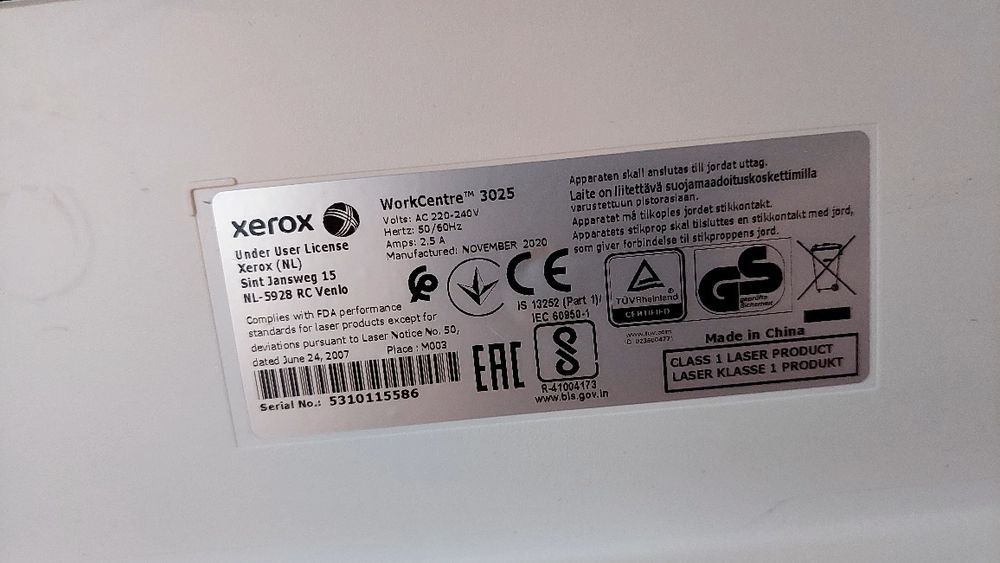 xerox
Under User License
Xerox (NL)
Sint Jansweg 15
NL-5928 RC Venlo
Complies with FDA performance
standards for laser products except for
deviations pursuant to Laser Notice No. 50,
dated June 24, 2007
Place : M003
Serial No.: 5310115586
WorkCentre™ 3025
Volts: AC 220-240V
Hertz: 50/60Hz
Amps: 2.5 A
Manufactured: NOVEMBER 2020
CE
IS 13252 (Part 1)/
IEC 60950-1
EAC
R-41004173
www.bis.gov.in
Apparaten skall anslutas till jordat uttag.
Laite on liitettävä suojamaadoituskoskettimilla
varustettuun pistorasiaan.
Apparatet må tilkoples jordet stikkontakt.
Apparatets stikprop skal tilsluttes en stikkontakt med jord,
som giver forbindelse til stikproppens jord.
TÜVRheinland
CERTIFIED
www.tuv.com
GS
geprüfte
Sicherheit
Made in China
CLASS 1 LASER PRODUCT
LASER KLASSE 1 PRODUKT